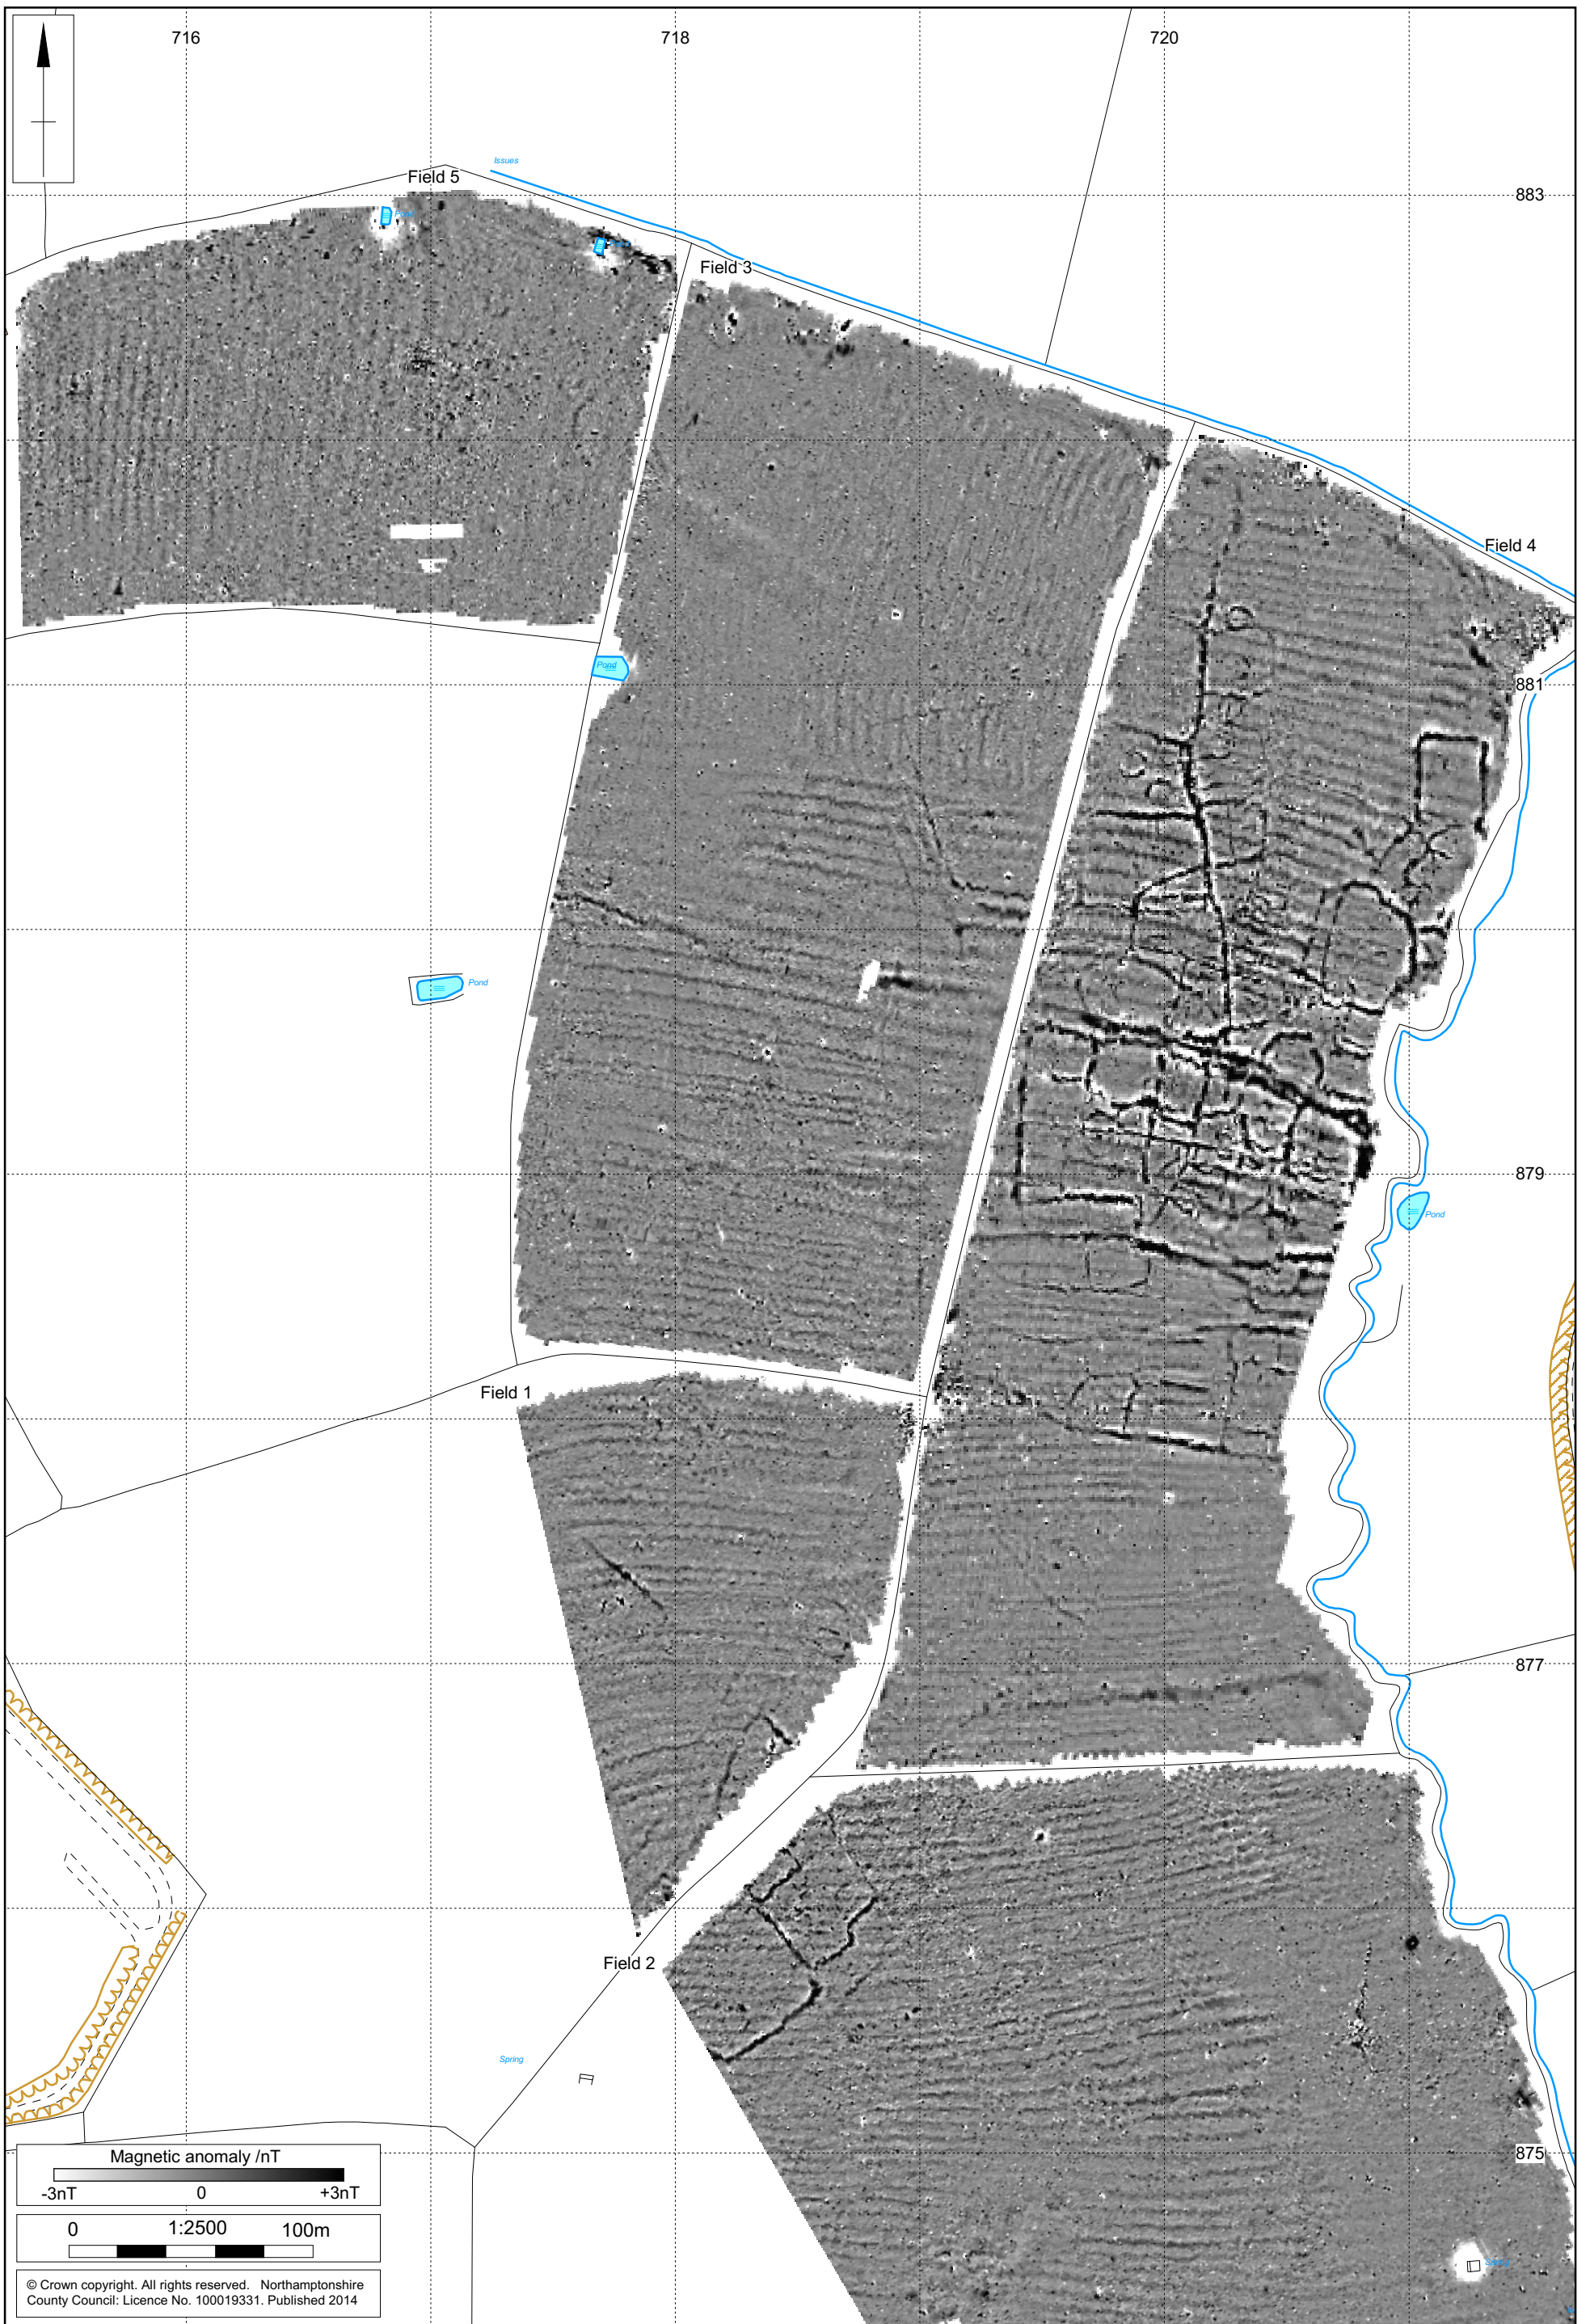 716
718
720
Issues
Field 5
883
Pond
Field 3
Field 4
Pond
881
Pond
879
Pond
Field 1
877
Field 2
Spring
875
Magnetic anomaly /nT
-3nT 0 +3nT
0 1:2500 100m
© Crown copyright. All rights reserved. Northamptonshire
County Council: Licence No. 100019331. Published 2014